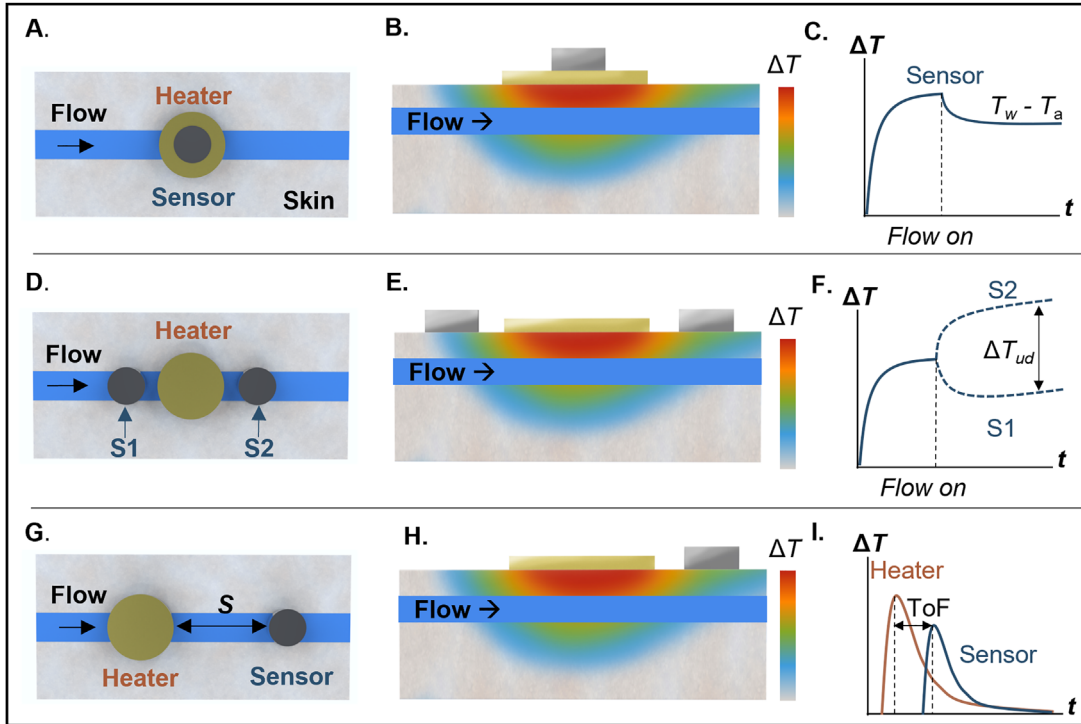 A.
Flow
Heater
Sensor
Skin
B.
Flow →
ΔT
C.
ΔT
Sensor
T_w - T_a
t
Flow on
D.
Flow
Heater
S1
S2
E.
Flow →
ΔT
F.
ΔT
S2
ΔT_ud
S1
t
Flow on
G.
Flow
S
Heater
Sensor
H.
Flow →
ΔT
I.
ΔT
Heater
ToF
Sensor
t